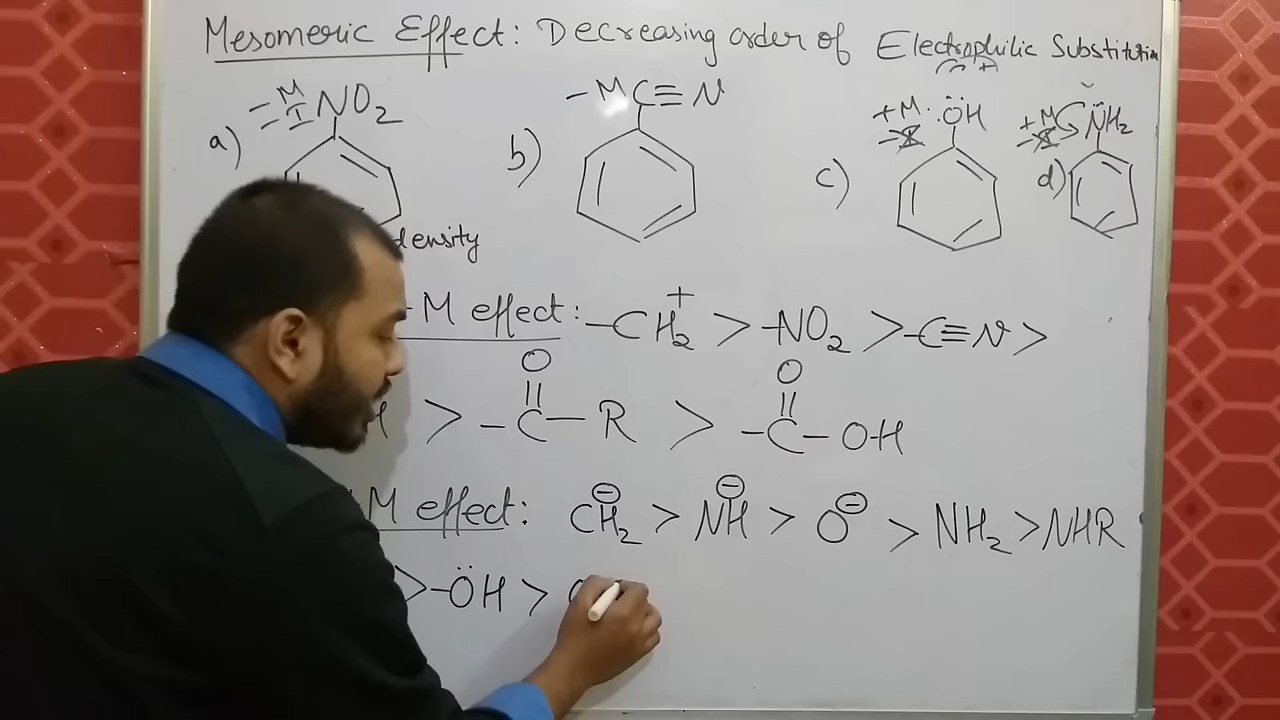 Mesomeric Effect: Decreasing order of Electrophilic Substitution
a) -M -I NO2 b) -M C≡N c) +M -I :ÖH d) +M -I N̈H2
density
-M effect: -CH2+ > -NO2 > -C≡N >
H > -C(=O)-R > -C(=O)-OH
+M effect: CH2⊖ > NH⊖ > O⊖ > NH2 > NHR
> -ÖH >